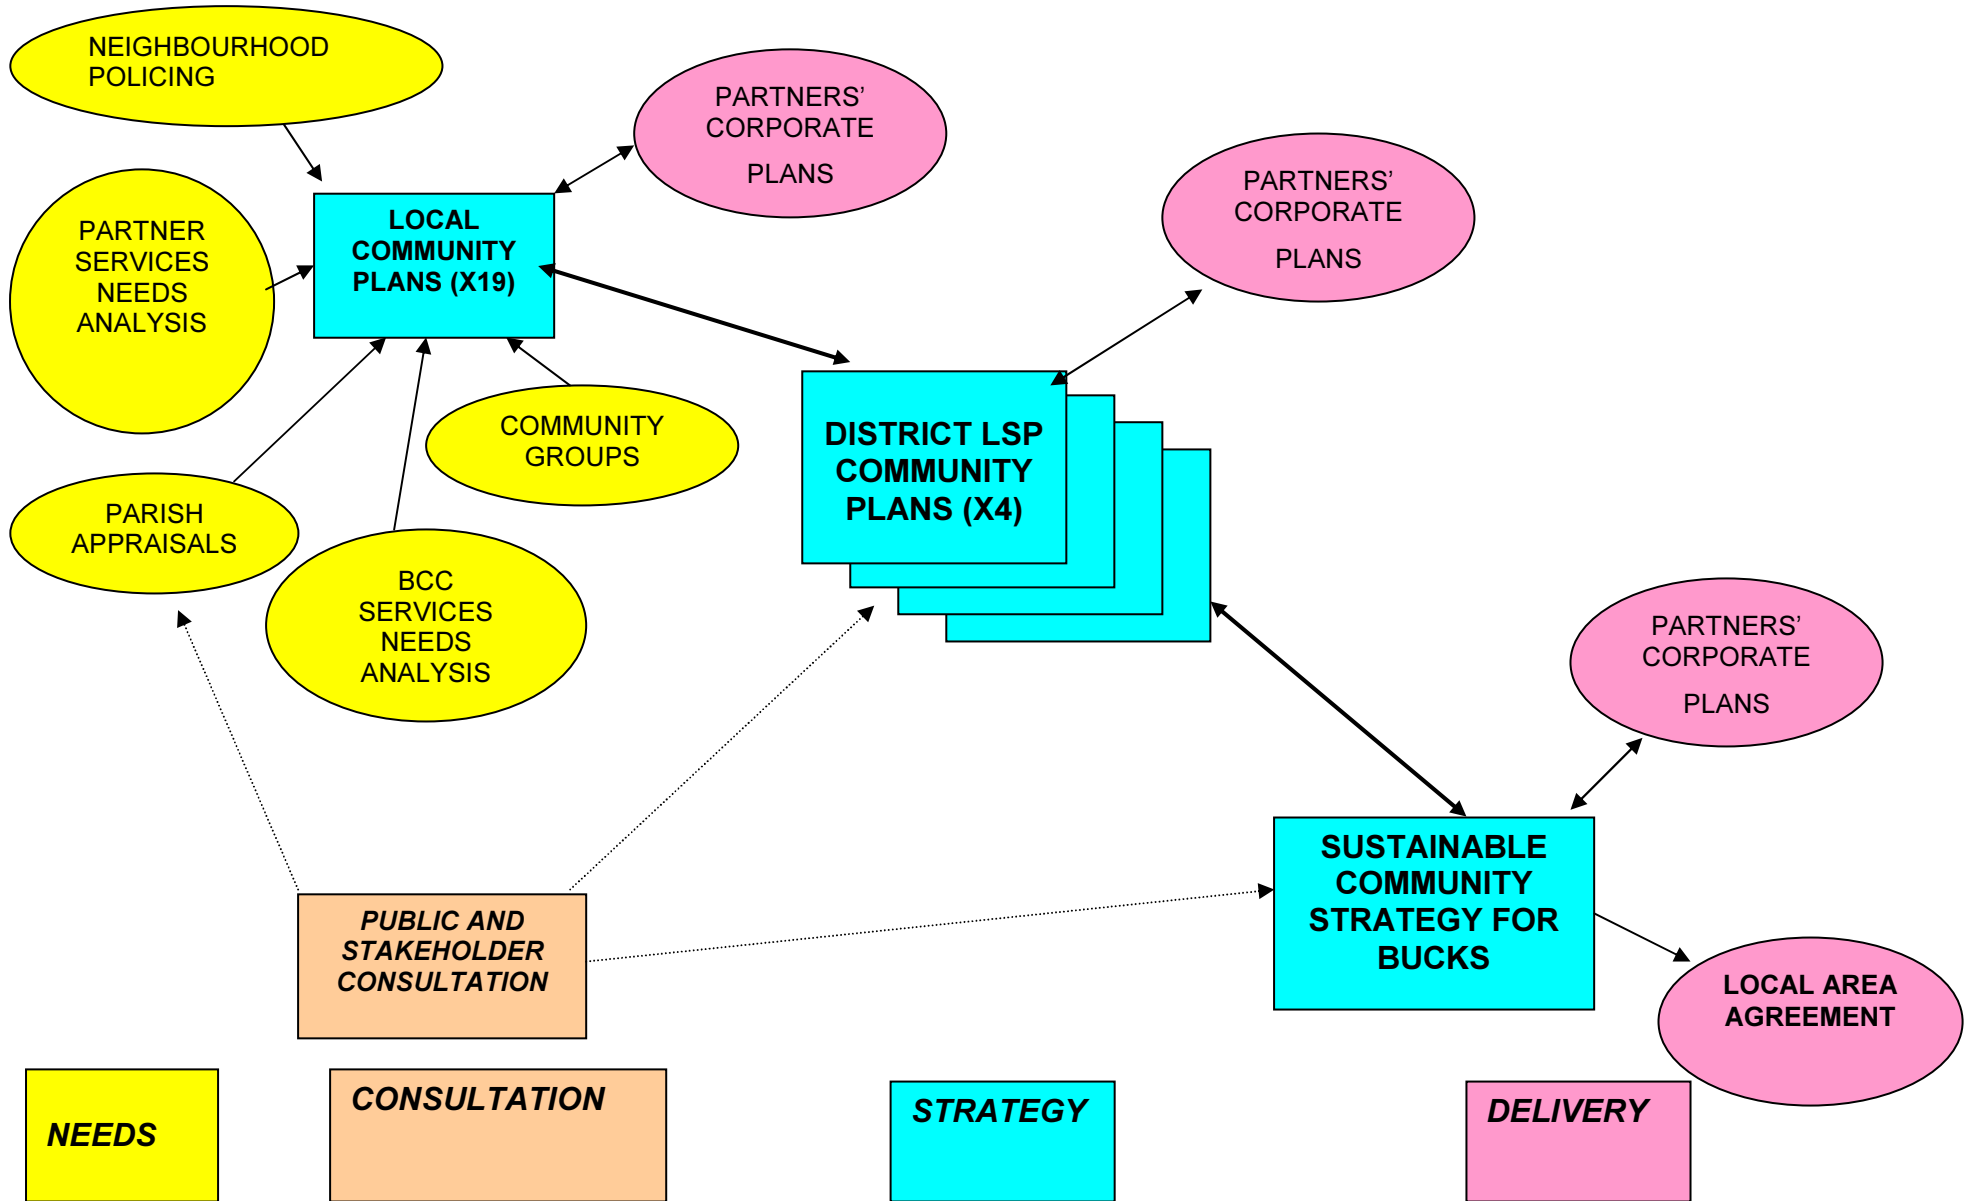 NEIGHBOURHOOD
POLICING
PARTNERS’
CORPORATE
PLANS
PARTNERS’
CORPORATE
PLANS
PARTNER
SERVICES
NEEDS
ANALYSIS
LOCAL
COMMUNITY
PLANS (X19)
COMMUNITY
GROUPS
DISTRICT LSP
COMMUNITY
PLANS (X4)
PARISH
APPRAISALS
BCC
SERVICES
NEEDS
ANALYSIS
PARTNERS’
CORPORATE
PLANS
PUBLIC AND
STAKEHOLDER
CONSULTATION
SUSTAINABLE
COMMUNITY
STRATEGY FOR
BUCKS
LOCAL AREA
AGREEMENT
NEEDS
CONSULTATION
STRATEGY
DELIVERY